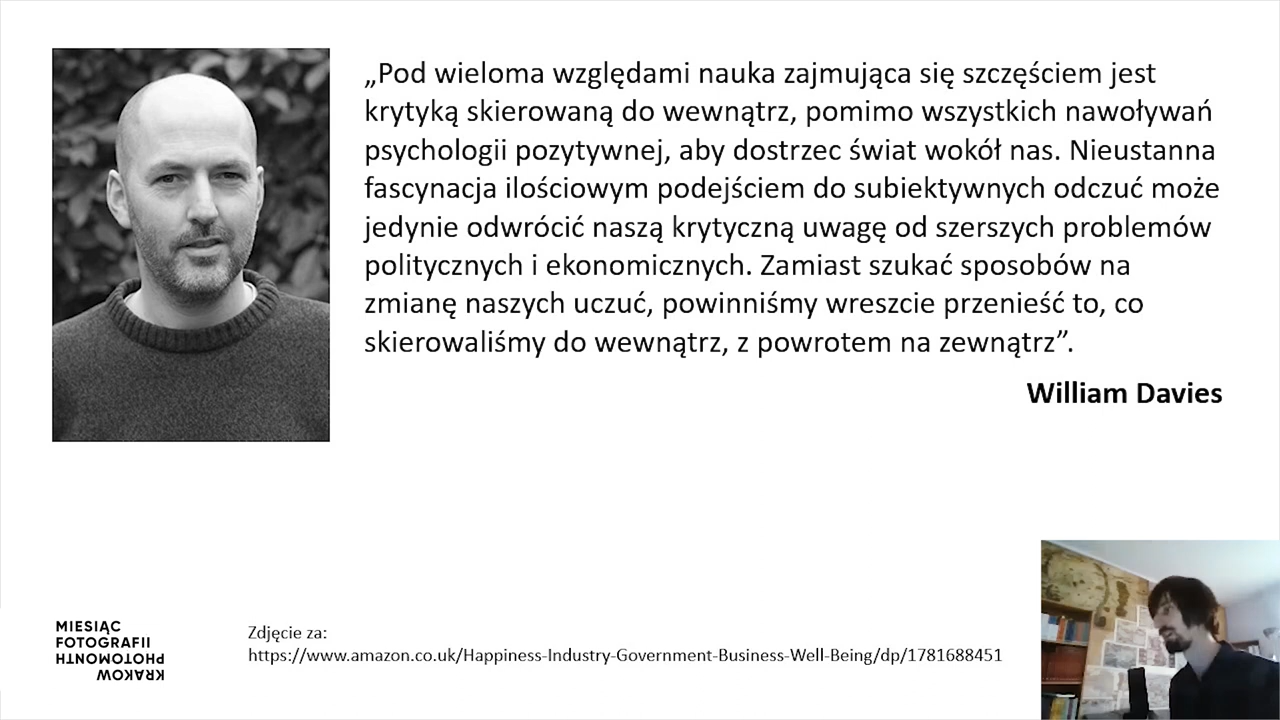 „Pod wieloma względami nauka zajmująca się szczęściem jest
krytyką skierowaną do wewnątrz, pomimo wszystkich nawoływań
psychologii pozytywnej, aby dostrzec świat wokół nas. Nieustanna
fascynacja ilościowym podejściem do subiektywnych odczuć może
jedynie odwrócić naszą krytyczną uwagę od szerszych problemów
politycznych i ekonomicznych. Zamiast szukać sposobów na
zmianę naszych uczuć, powinniśmy wreszcie przenieść to, co
skierowaliśmy do wewnątrz, z powrotem na zewnątrz”.
William Davies
MIESIĄC
FOTOGRAFII
PHOTOMONTH
KRAKOW
Zdjęcie za:
https://www.amazon.co.uk/Happiness-Industry-Government-Business-Well-Being/dp/1781688451